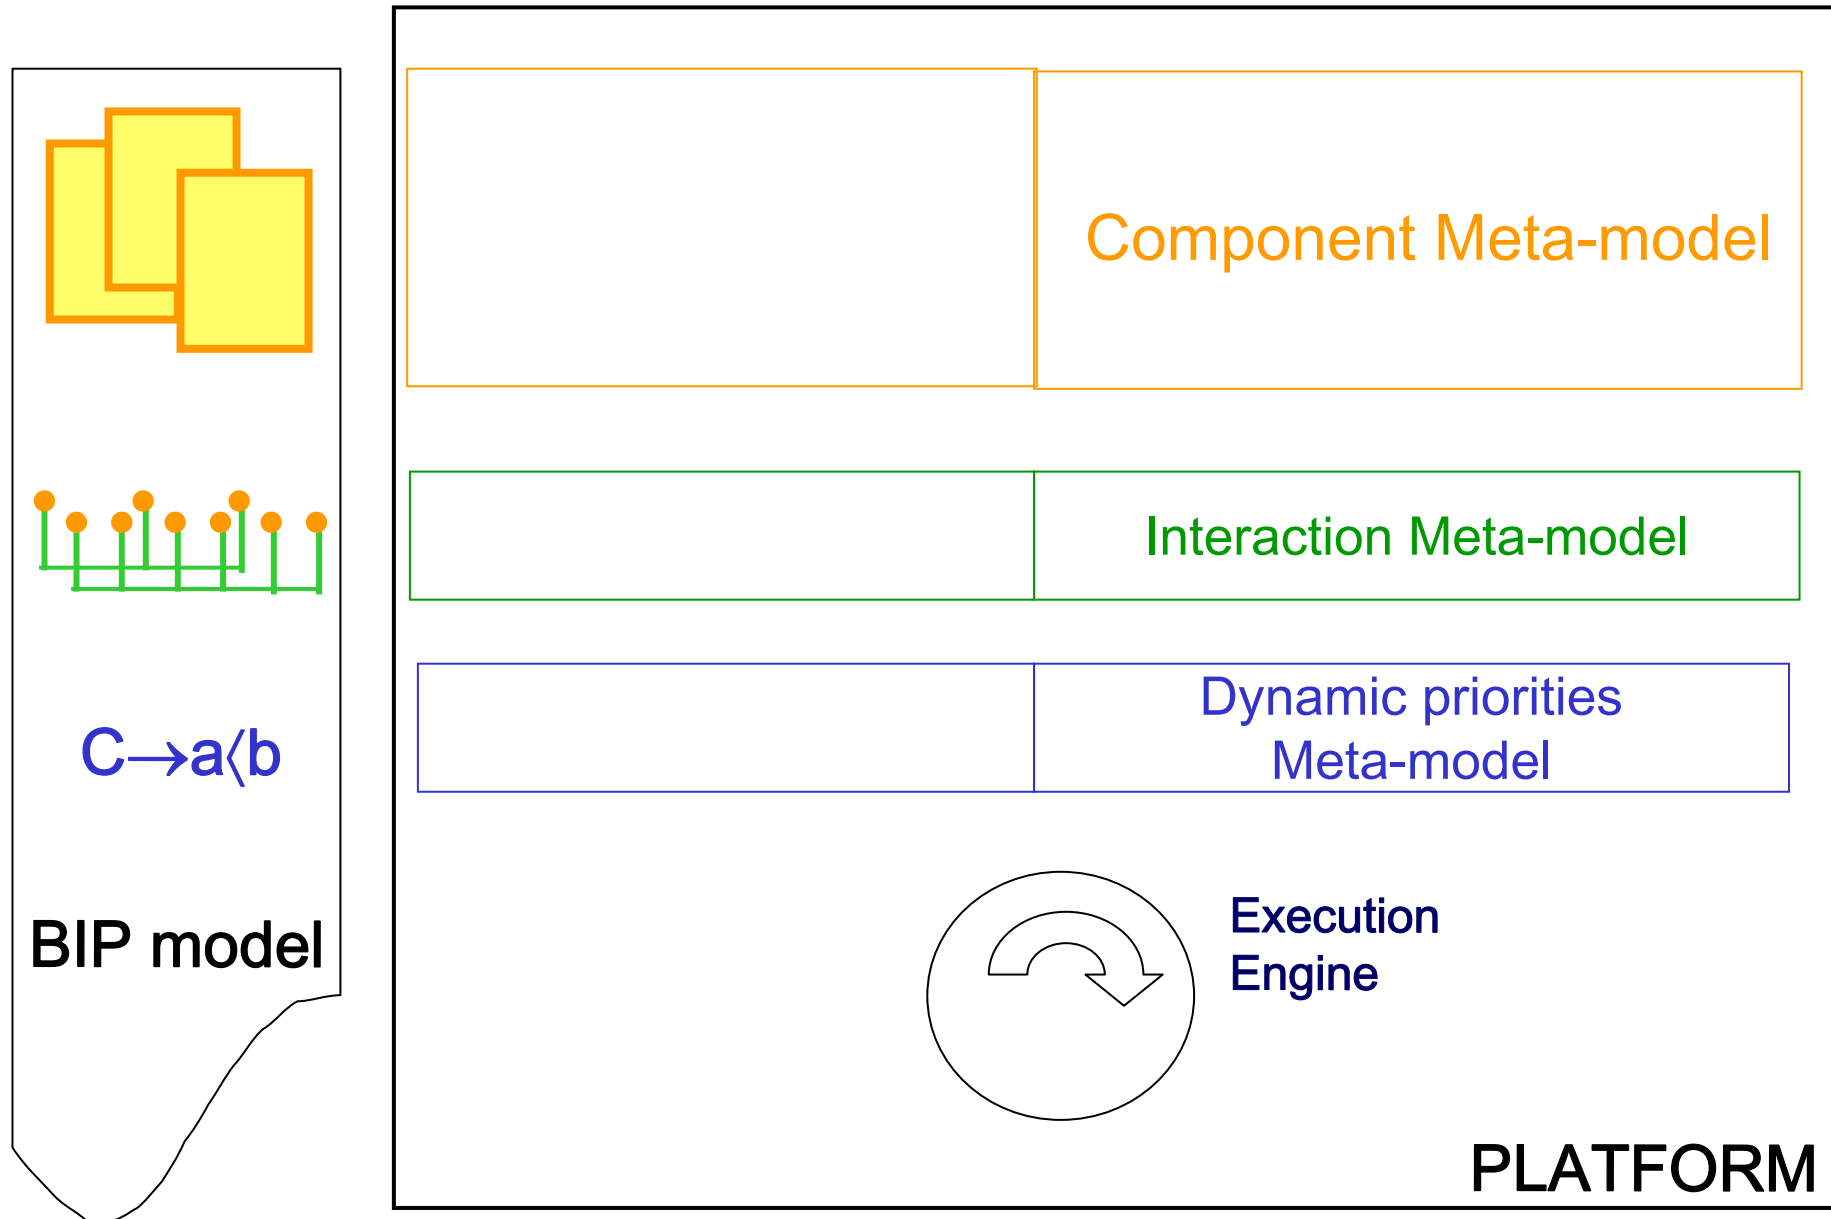 Component Meta-model
Interaction Meta-model
Dynamic priorities
Meta-model
C→a⟨b
BIP model
Execution
Engine
PLATFORM